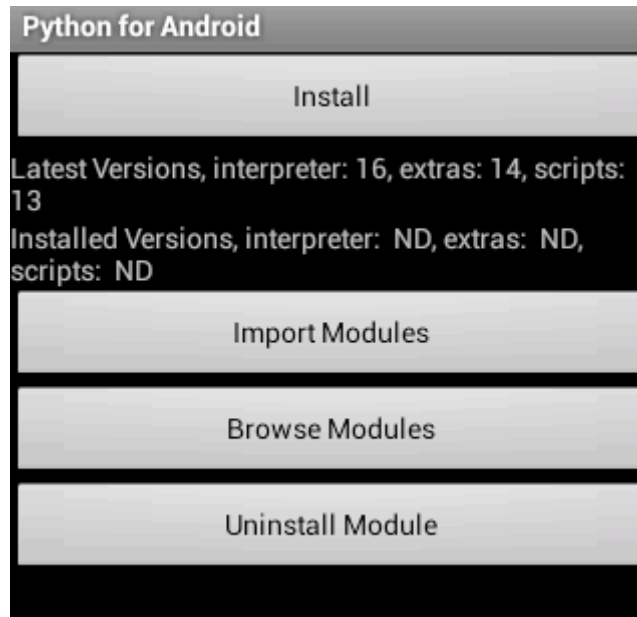 Python for Android
Install
Latest Versions, interpreter: 16, extras: 14, scripts:
13
Installed Versions, interpreter:  ND, extras:  ND,
scripts:  ND
Import Modules
Browse Modules
Uninstall Module